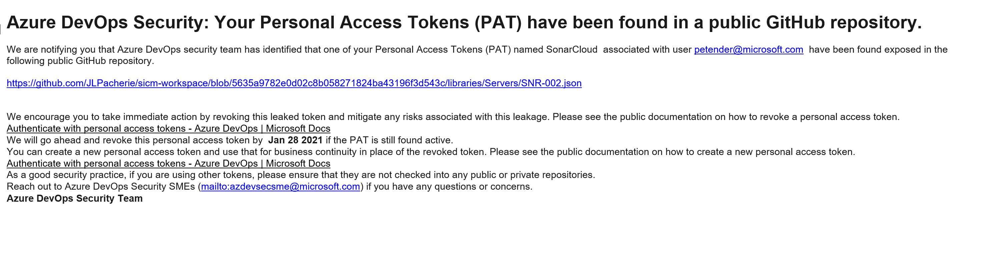 Azure DevOps Security: Your Personal Access Tokens (PAT) have been found in a public GitHub repository.
We are notifying you that Azure DevOps security team has identified that one of your Personal Access Tokens (PAT) named SonarCloud  associated with user petender@microsoft.com  have been found exposed in the
following public GitHub repository.
https://github.com/JLPacherie/sicm-workspace/blob/5635a9782e0d02c8b058271824ba43196f3d543c/libraries/Servers/SNR-002.json
We encourage you to take immediate action by revoking this leaked token and mitigate any risks associated with this leakage. Please see the public documentation on how to revoke a personal access token.
Authenticate with personal access tokens - Azure DevOps | Microsoft Docs
We will go ahead and revoke this personal access token by  Jan 28 2021 if the PAT is still found active.
You can create a new personal access token and use that for business continuity in place of the revoked token. Please see the public documentation on how to create a new personal access token.
Authenticate with personal access tokens - Azure DevOps | Microsoft Docs
As a good security practice, if you are using other tokens, please ensure that they are not checked into any public or private repositories.
Reach out to Azure DevOps Security SMEs (mailto:azdevsecsme@microsoft.com) if you have any questions or concerns.
Azure DevOps Security Team